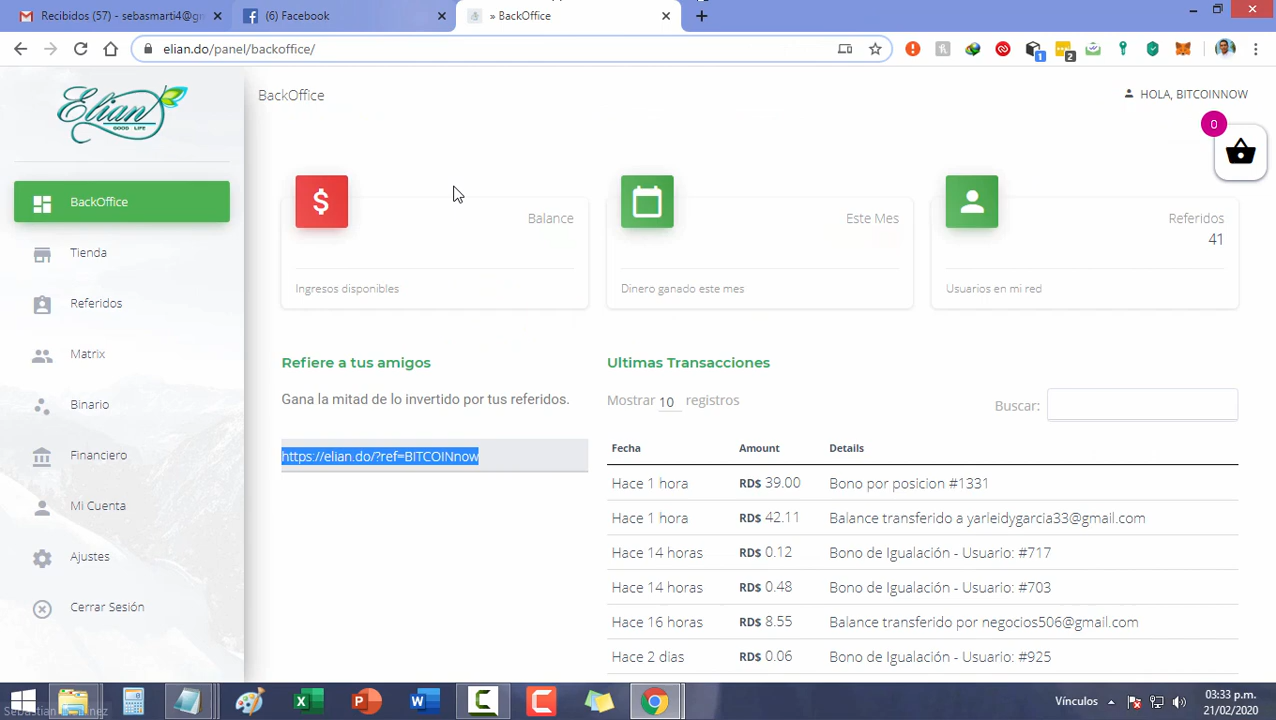 Recibidos (57) - sebasmarti4@gm
(6) Facebook
» BackOffice
elian.do/panel/backoffice/
1
2
Elian
GOOD LIFE
BackOffice
HOLA, BITCOINNOW
0
BackOffice
Tienda
Referidos
Matrix
Binario
Financiero
Mi Cuenta
Ajustes
Cerrar Sesión
$
Balance
Ingresos disponibles
Este Mes
Dinero ganado este mes
Referidos
41
Usuarios en mi red
Refiere a tus amigos
Gana la mitad de lo invertido por tus referidos.
https://elian.do/?ref=BITCOINnow
Ultimas Transacciones
Mostrar 10 registros
Buscar:
Fecha Amount Details
Hace 1 hora RD$ 39.00 Bono por posicion #1331
Hace 1 hora RD$ 42.11 Balance transferido a yarleidygarcia33@gmail.com
Hace 14 horas RD$ 0.12 Bono de Igualación - Usuario: #717
Hace 14 horas RD$ 0.48 Bono de Igualación - Usuario: #703
Hace 16 horas RD$ 8.55 Balance transferido por negocios506@gmail.com
Hace 2 dias RD$ 0.06 Bono de Igualación - Usuario: #925
Vínculos
03:33 p.m.
21/02/2020